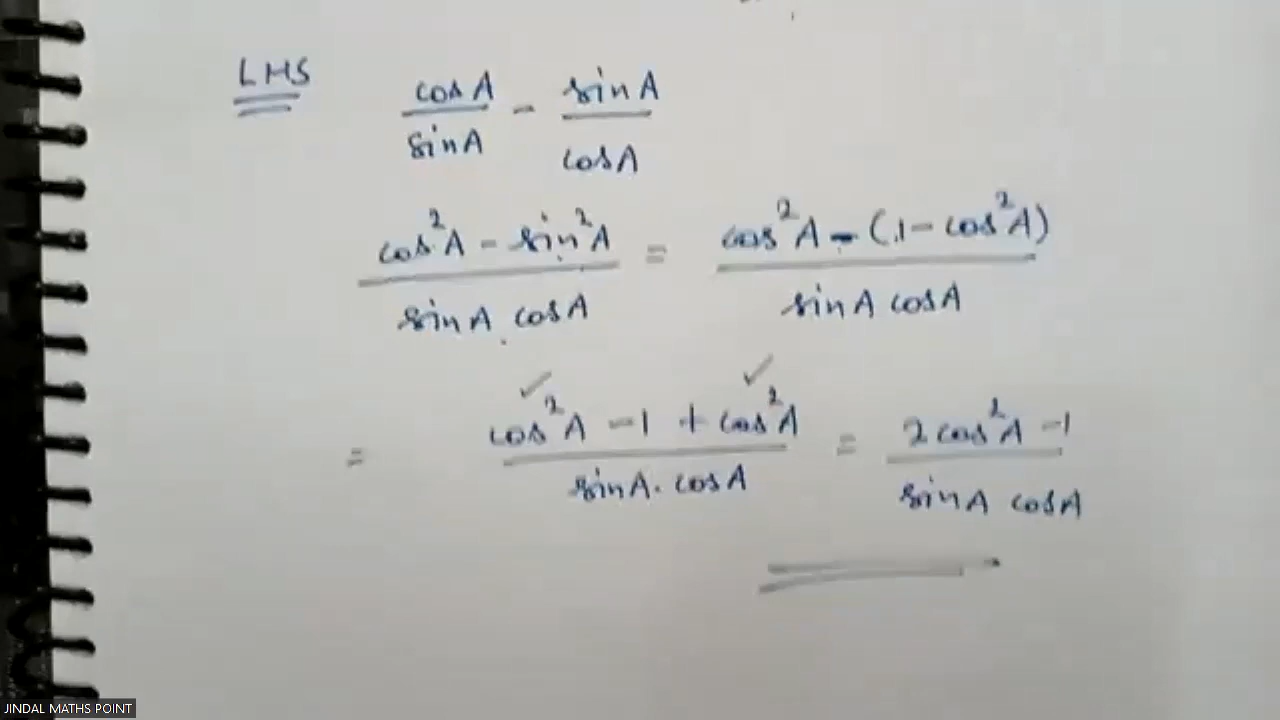 LHS cosA/sinA - sinA/cosA
cos²A - sin²A / sinA cosA = cos²A - (1 - cos²A) / sinA cosA
= cos²A - 1 + cos²A / sinA . cosA = 2cos²A - 1 / sinA cosA
JINDAL MATHS POINT